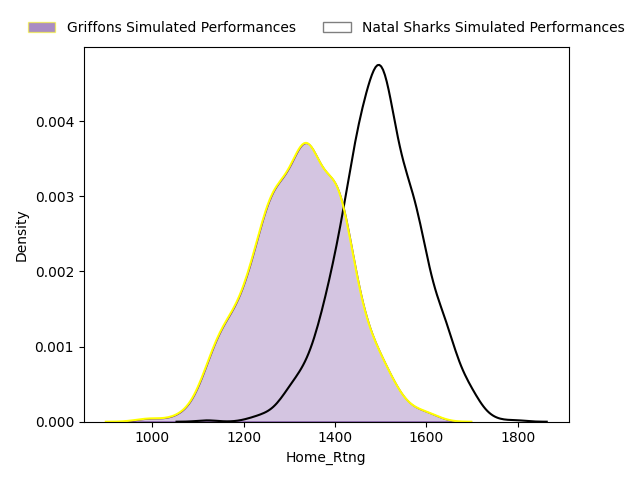 Griffons Simulated Performances
Natal Sharks Simulated Performances
Density
0.004
0.003
0.002
0.001
0.000
1000 1200 1400 1600 1800
Home_Rtng